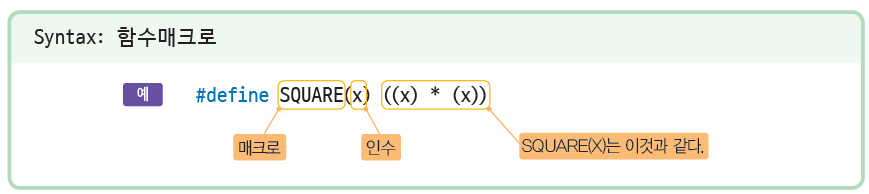 Syntax: 함수매크로
예 #define SQUARE(x) ((x) * (x))
매크로 인수 SQUARE(X)는 이것과 같다.